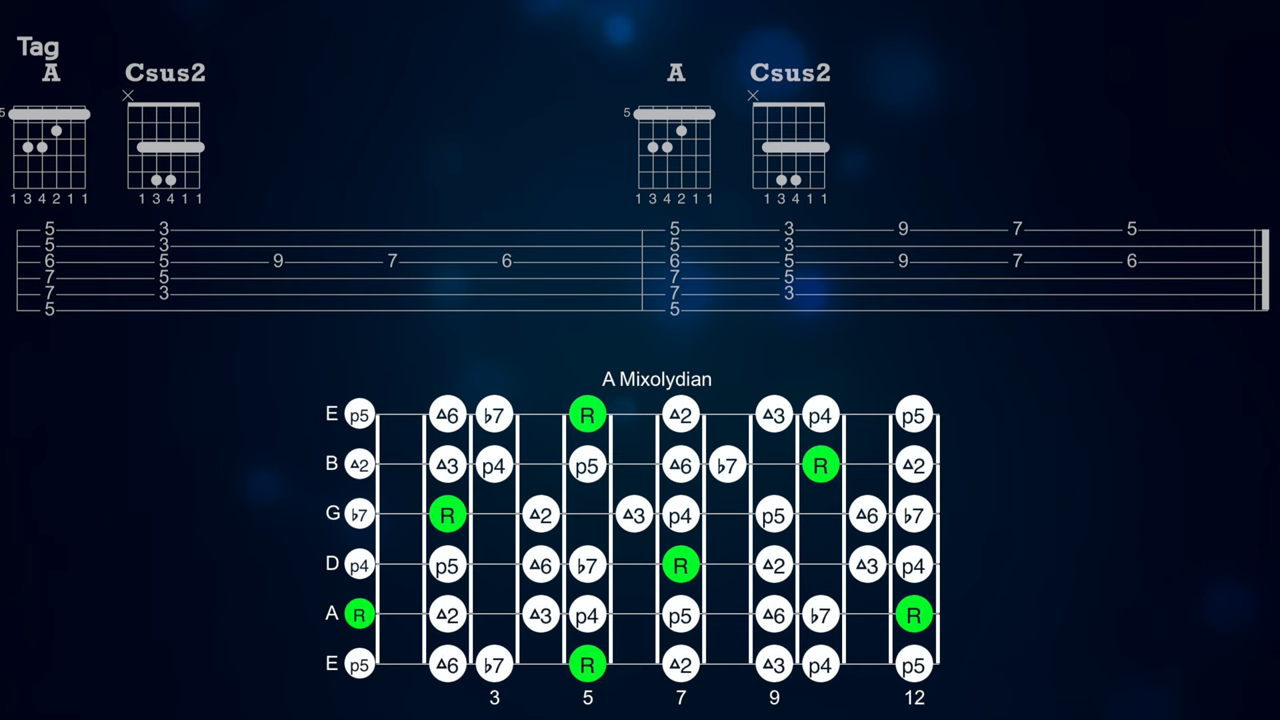 Tag
A Csus2 A Csus2
5 × 5 ×
1 3 4 2 1 1 1 3 4 1 1 1 3 4 2 1 1 1 3 4 1 1
5 3 5 3 9 7 5
5 3 5 3
6 5 9 7 6 6 5 9 7 6
7 5 7 5
7 3 7 3
5 5
A Mixolydian
E p5 Δ6 ♭7 R Δ2 Δ3 p4 p5
B Δ2 Δ3 p4 p5 Δ6 ♭7 R Δ2
G ♭7 R Δ2 Δ3 p4 p5 Δ6 ♭7
D p4 p5 Δ6 ♭7 R Δ2 Δ3 p4
A R Δ2 Δ3 p4 p5 Δ6 ♭7 R
E p5 Δ6 ♭7 R Δ2 Δ3 p4 p5
3 5 7 9 12